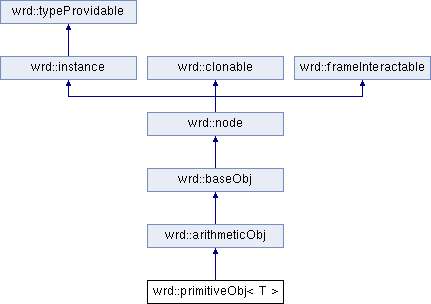 wrd::typeProvidable
wrd::instance
wrd::clonable
wrd::frameInteractable
wrd::node
wrd::baseObj
wrd::arithmeticObj
wrd::primitiveObj< T >